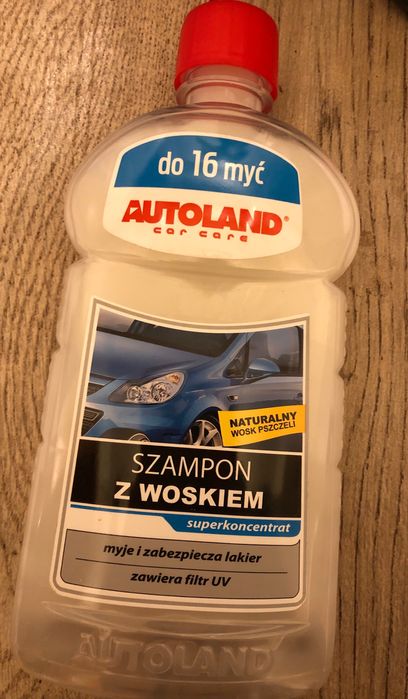 do 16 myć
AUTOLAND®
car care
NATURALNY
WOSK PSZCZELI
SZAMPON
Z WOSKIEM
superkoncentrat
myje i zabezpiecza lakier
zawiera filtr UV
AUTOLAND